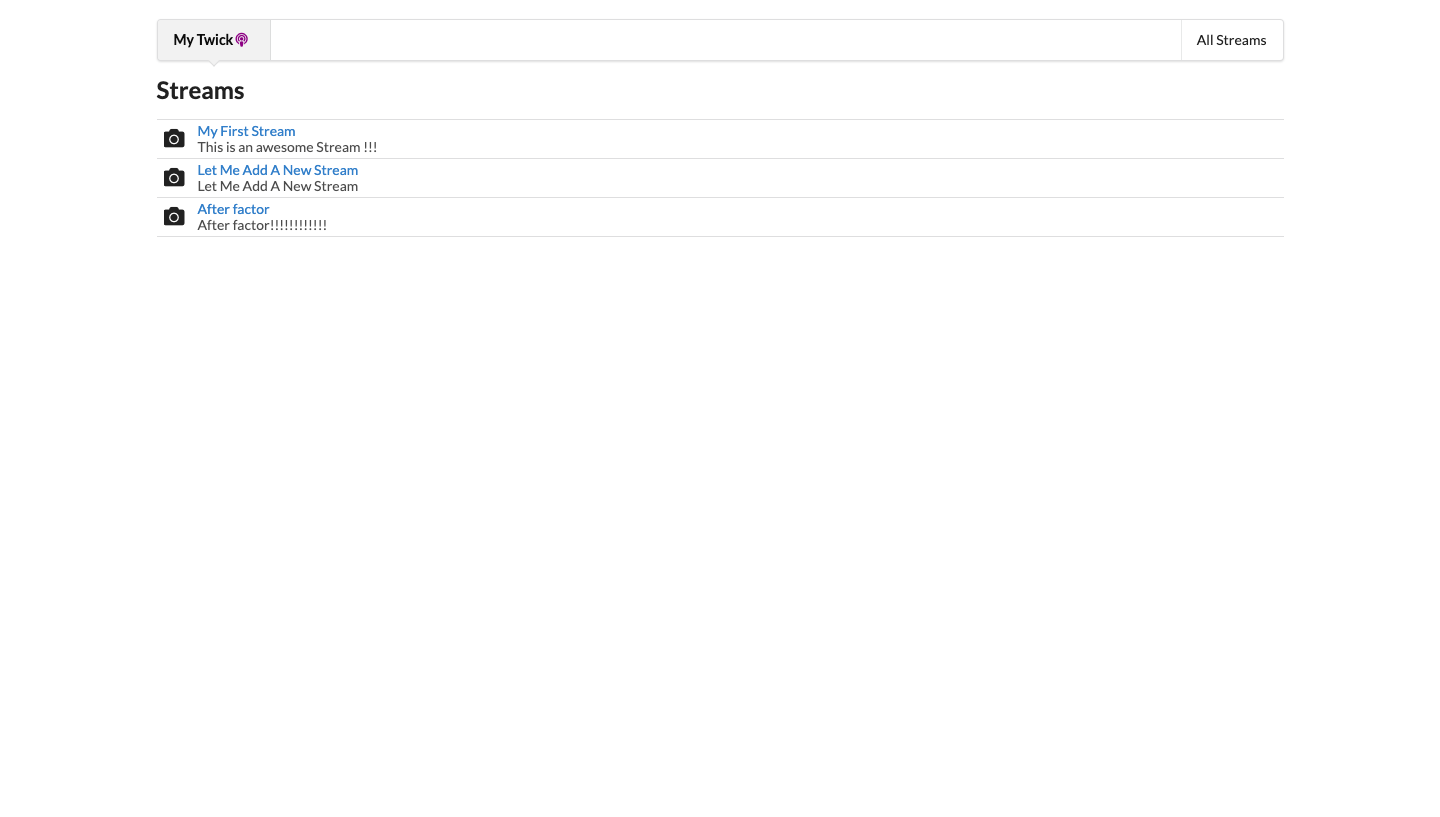 My Twick
All Streams
Streams
My First Stream
This is an awesome Stream !!!
Let Me Add A New Stream
Let Me Add A New Stream
After factor
After factor!!!!!!!!!!!!